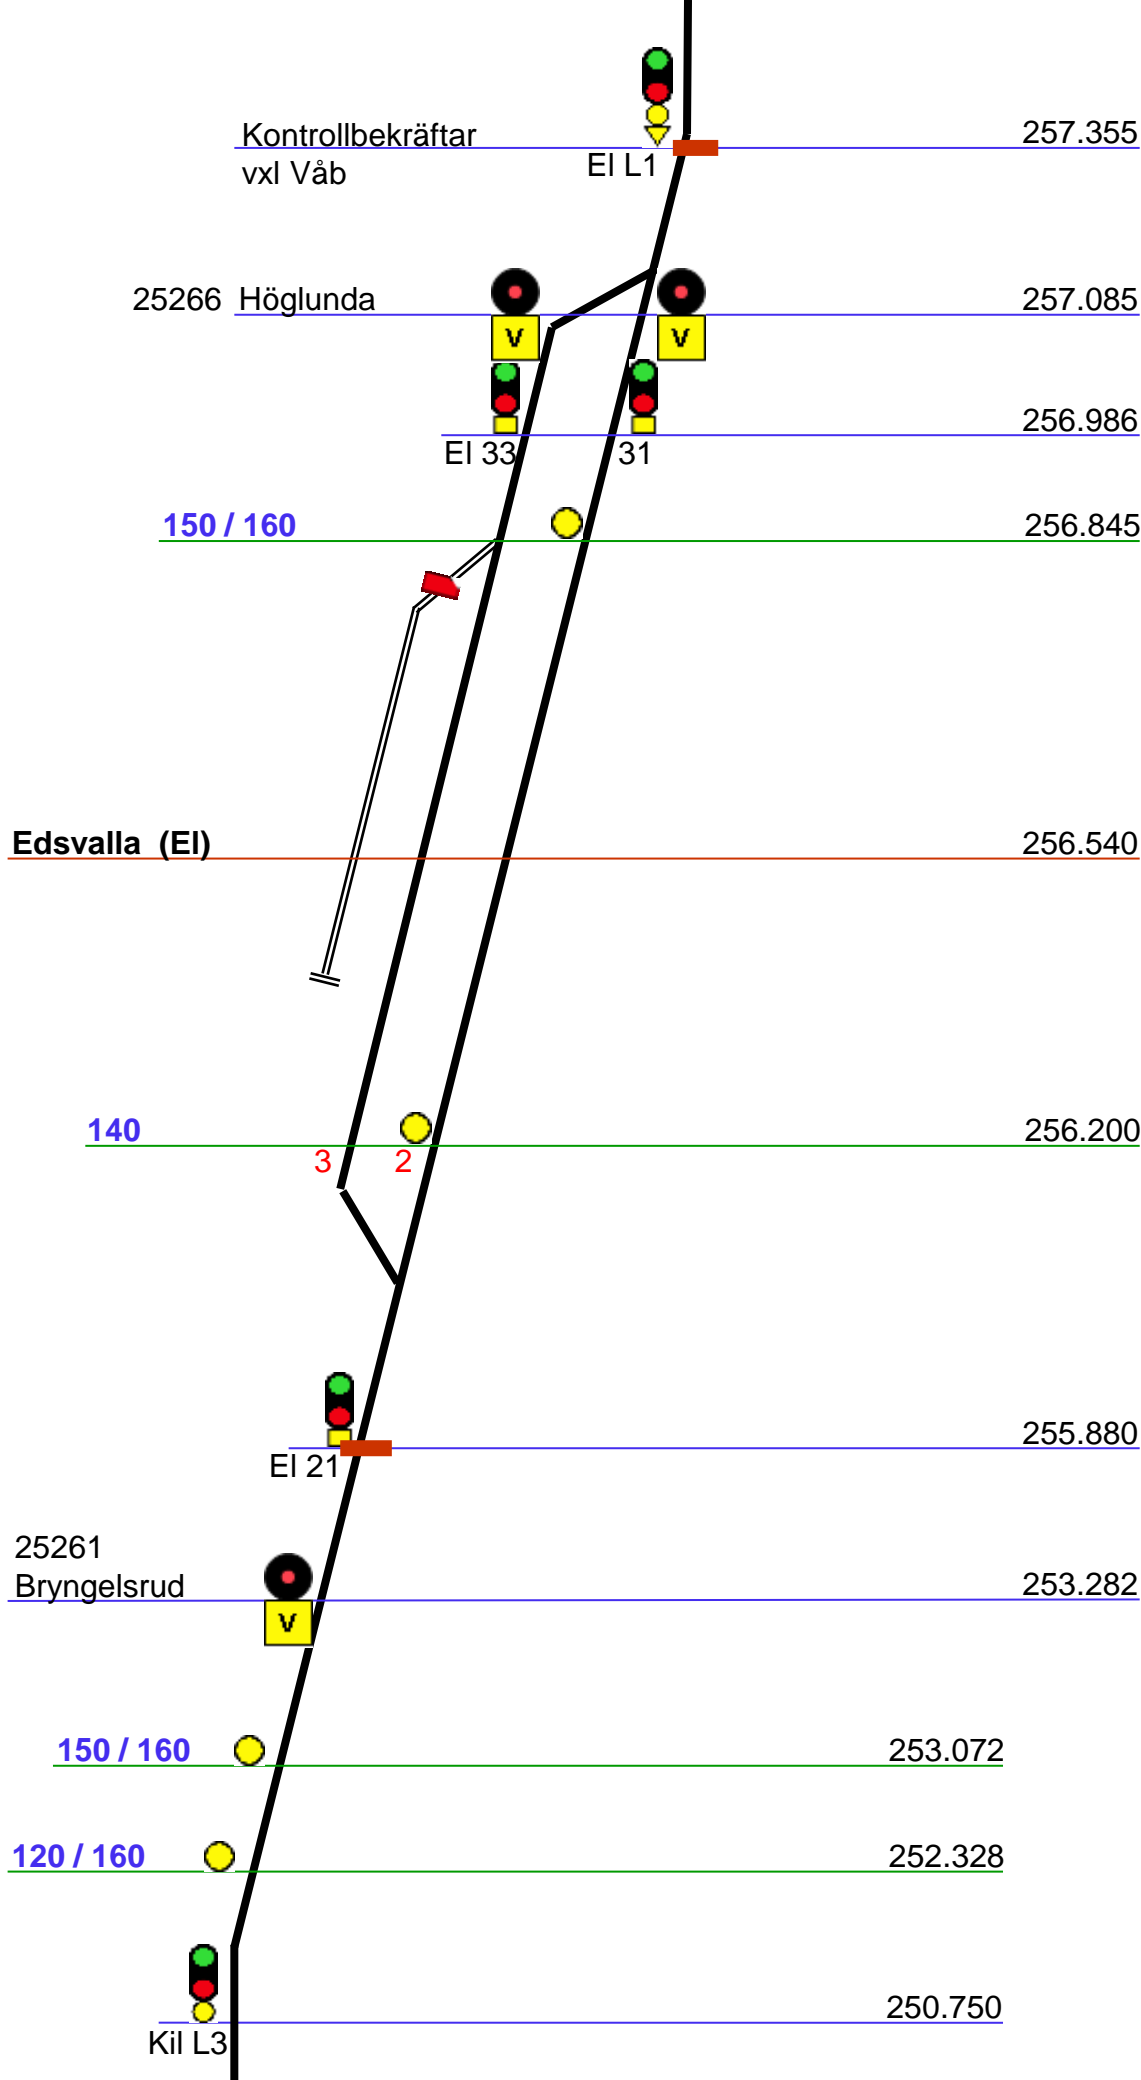 Kontrollbekräftar
257.355
vxl Våb
El L1
25266 Höglunda
257.085
V
V
256.986
El 33
31
150 / 160
256.845
Edsvalla (El)
256.540
140
256.200
3
2
255.880
El 21
25261
Bryngelsrud
253.282
V
150 / 160
253.072
120 / 160
252.328
250.750
Kil L3